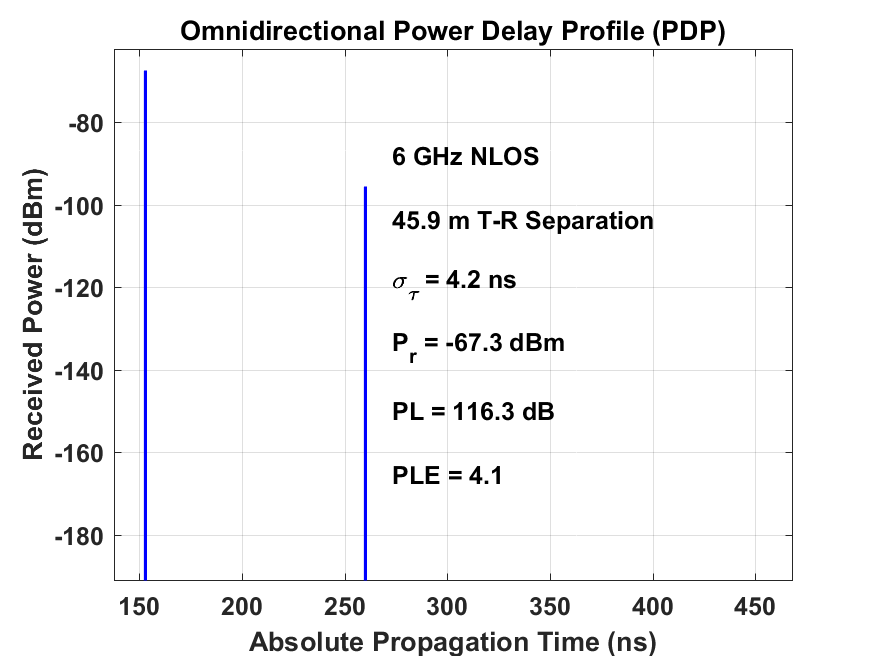 Omnidirectional Power Delay Profile (PDP)
Received Power (dBm)
-80
-100
-120
-140
-160
-180
6 GHz NLOS
45.9 m T-R Separation
στ = 4.2 ns
Pr = -67.3 dBm
PL = 116.3 dB
PLE = 4.1
150 200 250 300 350 400 450
Absolute Propagation Time (ns)